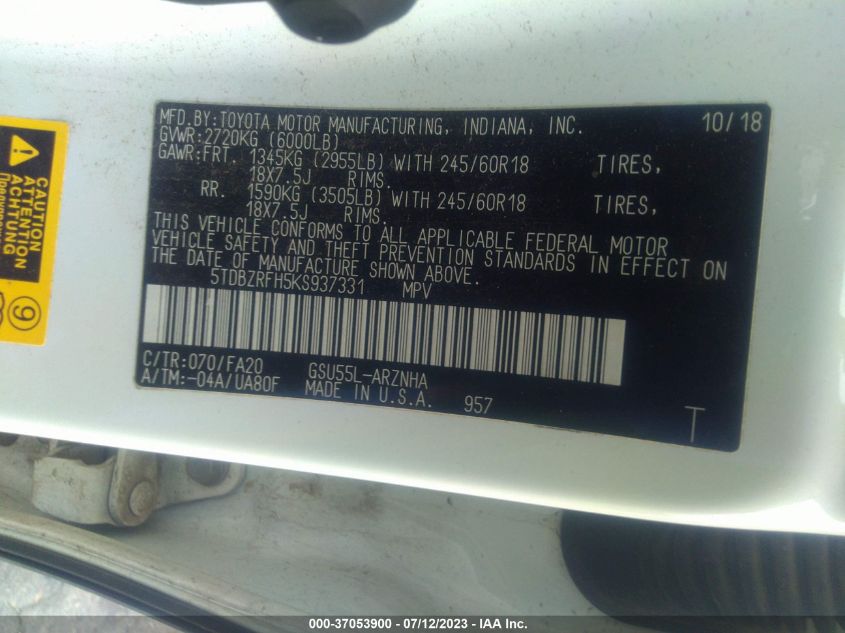 MFD.BY:TOYOTA MOTOR MANUFACTURING, INDIANA, INC. 10/18
GVWR:2720KG (6000LB)
GAWR:FRT. 1345KG (2955LB) WITH 245/60R18 TIRES,
18X7.5J RIMS.
RR. 1590KG (3505LB) WITH 245/60R18 TIRES,
18X7.5J RIMS.
THIS VEHICLE CONFORMS TO ALL APPLICABLE FEDERAL MOTOR
VEHICLE SAFETY AND THEFT PREVENTION STANDARDS IN EFFECT ON
THE DATE OF MANUFACTURE SHOWN ABOVE.
5TDBZRFH5KS937331 MPV
C/TR:070/FA20 GSU55L-ARZNHA
A/TM:-04A/UA80F MADE IN U.S.A. 957
T
CAUTION
ATTENTION
ACHTUNG
9
000-37053900 - 07/12/2023 - IAA Inc.